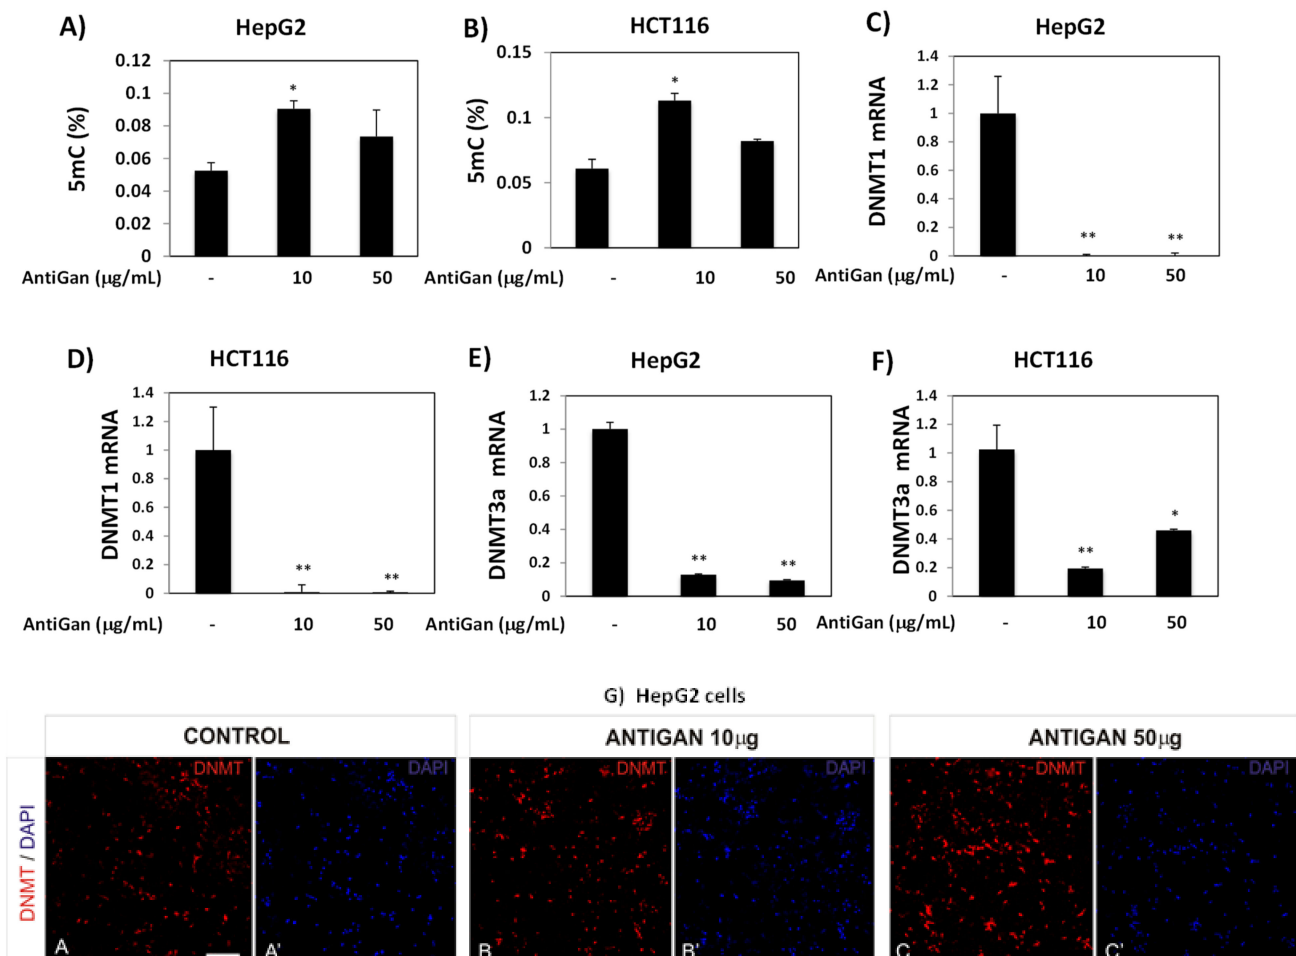 A) HepG2
5mC (%)
0.12
0.1
0.08
0.06
0.04
0.02
0
*
AntiGan (µg/mL) - 10 50
B) HCT116
5mC (%)
0.15
0.1
0.05
0
*
AntiGan (µg/mL) - 10 50
C) HepG2
DNMT1 mRNA
1.4
1.2
1
0.8
0.6
0.4
0.2
0
** **
AntiGan (µg/mL) - 10 50
D) HCT116
DNMT1 mRNA
1.4
1.2
1
0.8
0.6
0.4
0.2
0
** **
AntiGan (µg/mL) - 10 50
E) HepG2
DNMT3a mRNA
1.2
1
0.8
0.6
0.4
0.2
0
** **
AntiGan (µg/mL) - 10 50
F) HCT116
DNMT3a mRNA
1.4
1.2
1
0.8
0.6
0.4
0.2
0
** *
AntiGan (µg/mL) - 10 50
G) HepG2 cells
CONTROL
ANTIGAN 10µg
ANTIGAN 50µg
DNMT / DAPI
DNMT DAPI DNMT DAPI DNMT DAPI
A A' B B' C C'